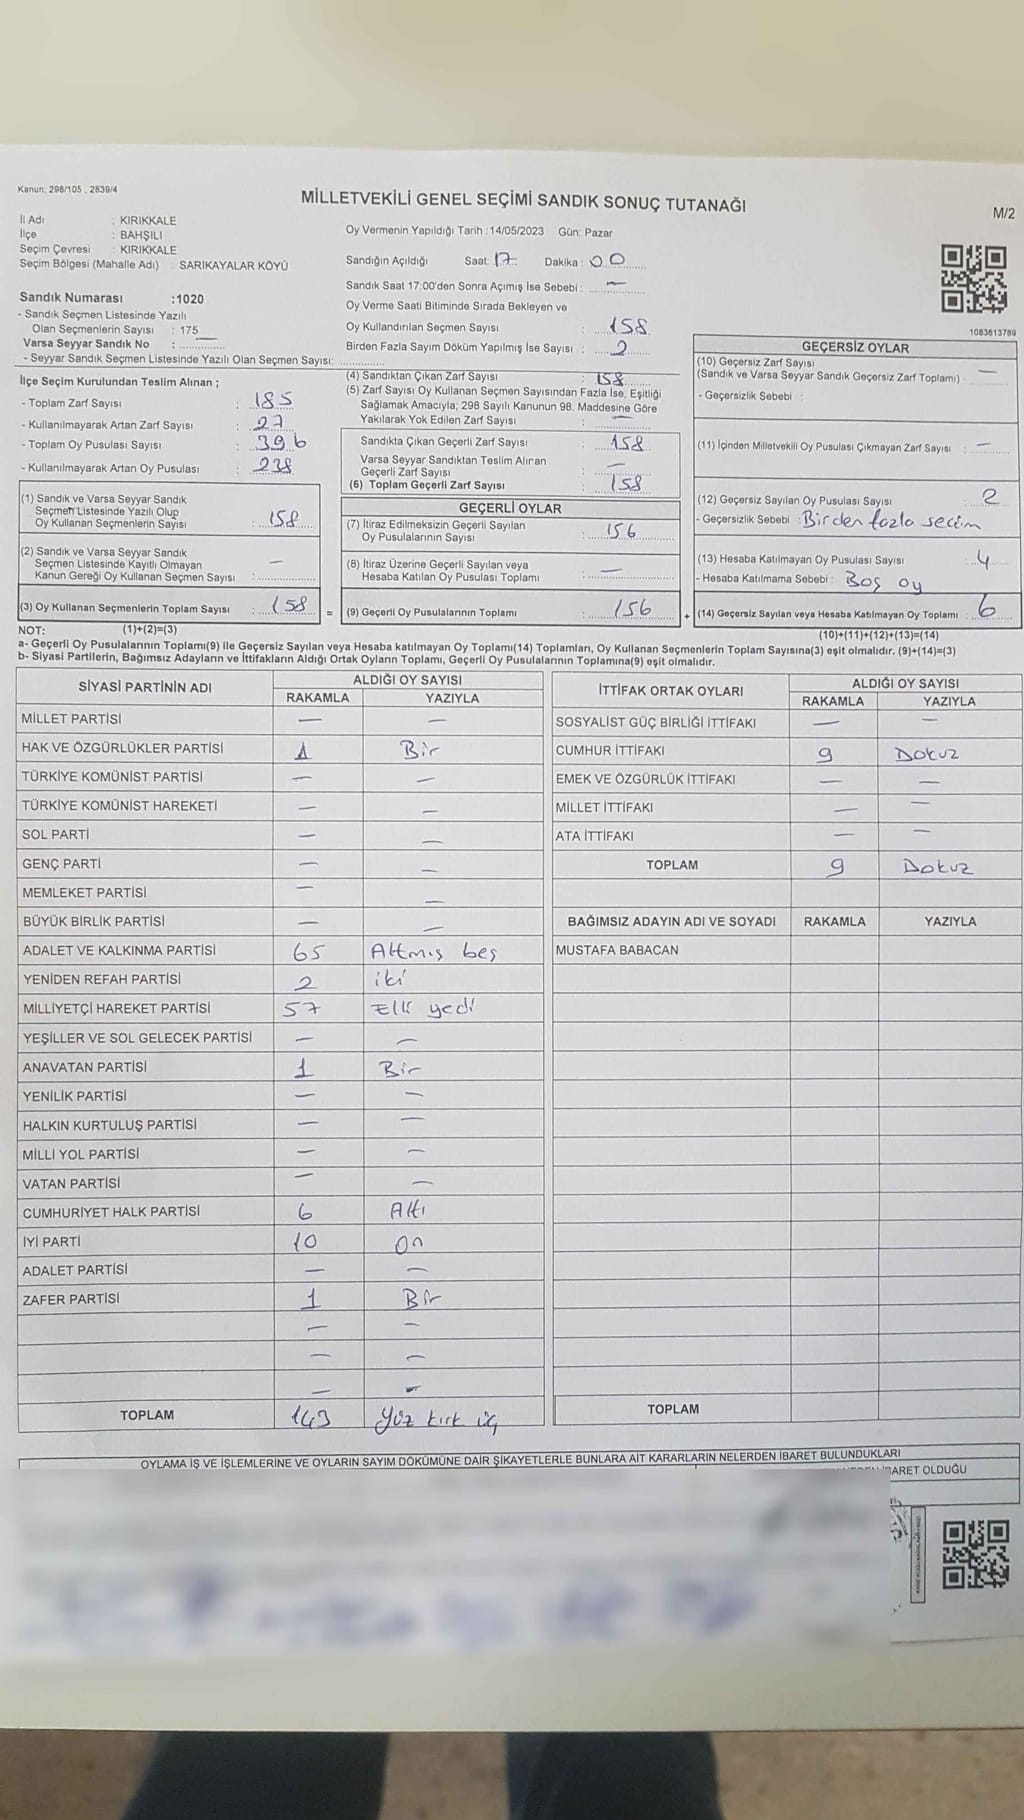 Kanun; 298/105 , 2839/4
MİLLETVEKİLİ GENEL SEÇİMİ SANDIK SONUÇ TUTANAĞI
M/2
İl Adı : KIRIKKALE
İlçe : BAHŞILI
Seçim Çevresi : KIRIKKALE
Seçim Bölgesi (Mahalle Adı) . SARIKAYALAR KÖYÜ
Sandık Numarası :1020
- Sandık Seçmen Listesinde Yazılı
Olan Seçmenlerin Sayısı : 175
Varsa Seyyar Sandık No : —
- Seyyar Sandık Seçmen Listesinde Yazılı Olan Seçmen Sayısı:
Oy Vermenin Yapıldığı Tarih :14/05/2023 Gün: Pazar
Sandığın Açıldığı Saat: 17 Dakika : 00
Sandık Saat 17:00'den Sonra Açımış İse Sebebi : —
Oy Verme Saati Bitiminde Sırada Bekleyen ve
Oy Kullandırılan Seçmen Sayısı : 158
Birden Fazla Sayım Döküm Yapılmış İse Sayısı : 2
1083613789
İlçe Seçim Kurulundan Teslim Alınan ;
- Toplam Zarf Sayısı : 185
- Kullanılmayarak Artan Zarf Sayısı : 27
- Toplam Oy Pusulası Sayısı : 396
- Kullanılmayarak Artan Oy Pusulası : 238
(1) Sandık ve Varsa Seyyar Sandık
Seçmen Listesinde Yazılı Olup
Oy Kullanan Seçmenlerin Sayısı : 158
(2) Sandık ve Varsa Seyyar Sandık
Seçmen Listesinde Kayıtlı Olmayan
Kanun Gereği Oy Kullanan Seçmen Sayısı : —
(3) Oy Kullanan Seçmenlerin Toplam Sayısı : 158 =
(4) Sandıktan Çıkan Zarf Sayısı : 158
(5) Zarf Sayısı Oy Kullanan Seçmen Sayısından Fazla İse, Eşitliği
Sağlamak Amacıyla; 298 Sayılı Kanunun 98. Maddesine Göre
Yakılarak Yok Edilen Zarf Sayısı : —
Sandıkta Çıkan Geçerli Zarf Sayısı : 158
Varsa Seyyar Sandıktan Teslim Alınan
Geçerli Zarf Sayısı : —
(6) Toplam Geçerli Zarf Sayısı : 158
GEÇERLİ OYLAR
(7) İtiraz Edilmeksizin Geçerli Sayılan
Oy Pusulalarının Sayısı : 156
(8) İtiraz Üzerine Geçerli Sayılan veya
Hesaba Katılan Oy Pusulası Toplamı : —
(9) Geçerli Oy Pusulalarının Toplamı : 156 +
GEÇERSİZ OYLAR
(10) Geçersiz Zarf Sayısı
(Sandık ve Varsa Seyyar Sandık Geçersiz Zarf Toplamı) —
- Geçersizlik Sebebi :
(11) İçinden Milletvekili Oy Pusulası Çıkmayan Zarf Sayısı : —
(12) Geçersiz Sayılan Oy Pusulası Sayısı 2
- Geçersizlik Sebebi : Birden fazla secim
(13) Hesaba Katılmayan Oy Pusulası Sayısı : 4
- Hesaba Katılmama Sebebi : Boş oy
(14) Geçersiz Sayılan veya Hesaba Katılmayan Oy Toplamı : 6
NOT: (1)+(2)=(3) (10)+(11)+(12)+(13)=(14)
a- Geçerli Oy Pusulalarının Toplamı(9) ile Geçersiz Sayılan veya Hesaba katılmayan Oy Toplamı(14) Toplamları, Oy Kullanan Seçmenlerin Toplam Sayısına(3) eşit olmalıdır. (9)+(14)=(3)
b- Siyasi Partilerin, Bağımsız Adayların ve İttifakların Aldığı Ortak Oyların Toplamı, Geçerli Oy Pusulalarının Toplamına(9) eşit olmalıdır.
SİYASİ PARTİNİN ADI ALDIĞI OY SAYISI
RAKAMLA YAZIYLA
MİLLET PARTİSİ — —
HAK VE ÖZGÜRLÜKLER PARTİSİ 1 Bir
TÜRKİYE KOMÜNİST PARTİSİ — —
TÜRKİYE KOMÜNİST HAREKETİ — —
SOL PARTİ — —
GENÇ PARTİ — —
MEMLEKET PARTİSİ — —
BÜYÜK BİRLİK PARTİSİ — —
ADALET VE KALKINMA PARTİSİ 65 Altmış beş
YENİDEN REFAH PARTİSİ 2 iki
MİLLİYETÇİ HAREKET PARTİSİ 57 Elli yedi
YEŞİLLER VE SOL GELECEK PARTİSİ — —
ANAVATAN PARTİSİ 1 Bir
YENİLİK PARTİSİ — —
HALKIN KURTULUŞ PARTİSİ — —
MİLLİ YOL PARTİSİ — —
VATAN PARTİSİ — —
CUMHURİYET HALK PARTİSİ 6 Altı
İYİ PARTİ 10 On
ADALET PARTİSİ — —
ZAFER PARTİSİ 1 Bir
— —
— —
— —
TOPLAM 143 Yüz kırk üç
İTTİFAK ORTAK OYLARI ALDIĞI OY SAYISI
RAKAMLA YAZIYLA
SOSYALİST GÜÇ BİRLİĞİ İTTİFAKI — —
CUMHUR İTTİFAKI 9 Dokuz
EMEK VE ÖZGÜRLÜK İTTİFAKI — —
MİLLET İTTİFAKI — —
ATA İTTİFAKI — —
TOPLAM 9 Dokuz
BAĞIMSIZ ADAYIN ADI VE SOYADI RAKAMLA YAZIYLA
MUSTAFA BABACAN
TOPLAM
OYLAMA İŞ VE İŞLEMLERİNE VE OYLARIN SAYIM DÖKÜMÜNE DAİR ŞİKAYETLERLE BUNLARA AİT KARARLARIN NELERDEN İBARET BULUNDUKLARI
OLDUĞU